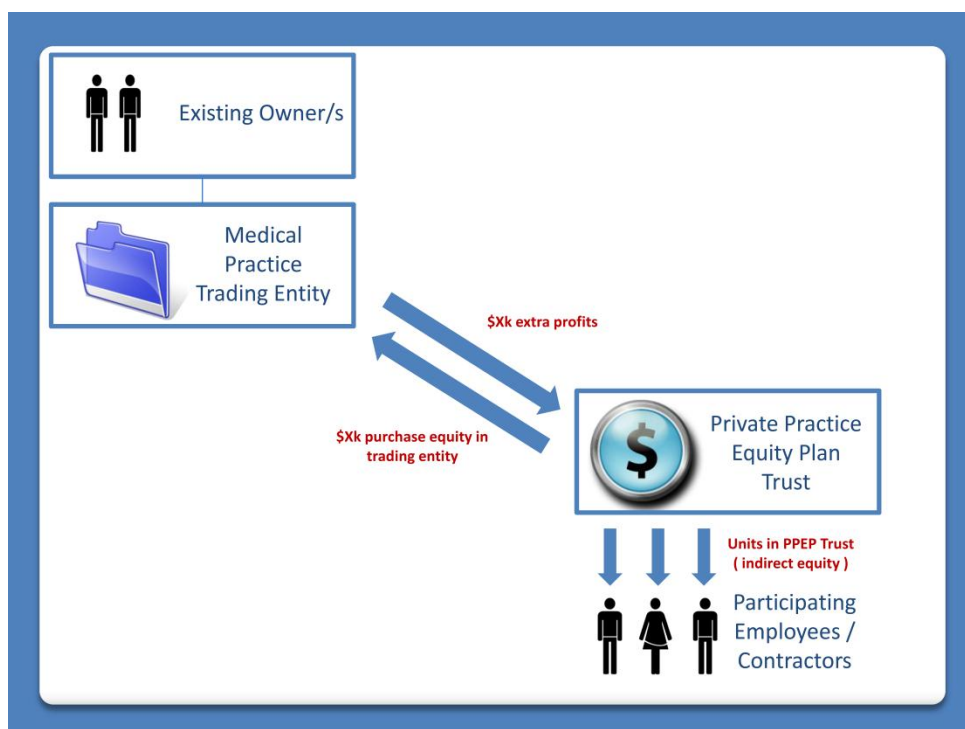 Existing Owner/s
Medical
Practice
Trading Entity
$Xk extra profits
$Xk purchase equity in
trading entity
$
Private Practice
Equity Plan
Trust
Units in PPEP Trust
( indirect equity )
Participating
Employees /
Contractors